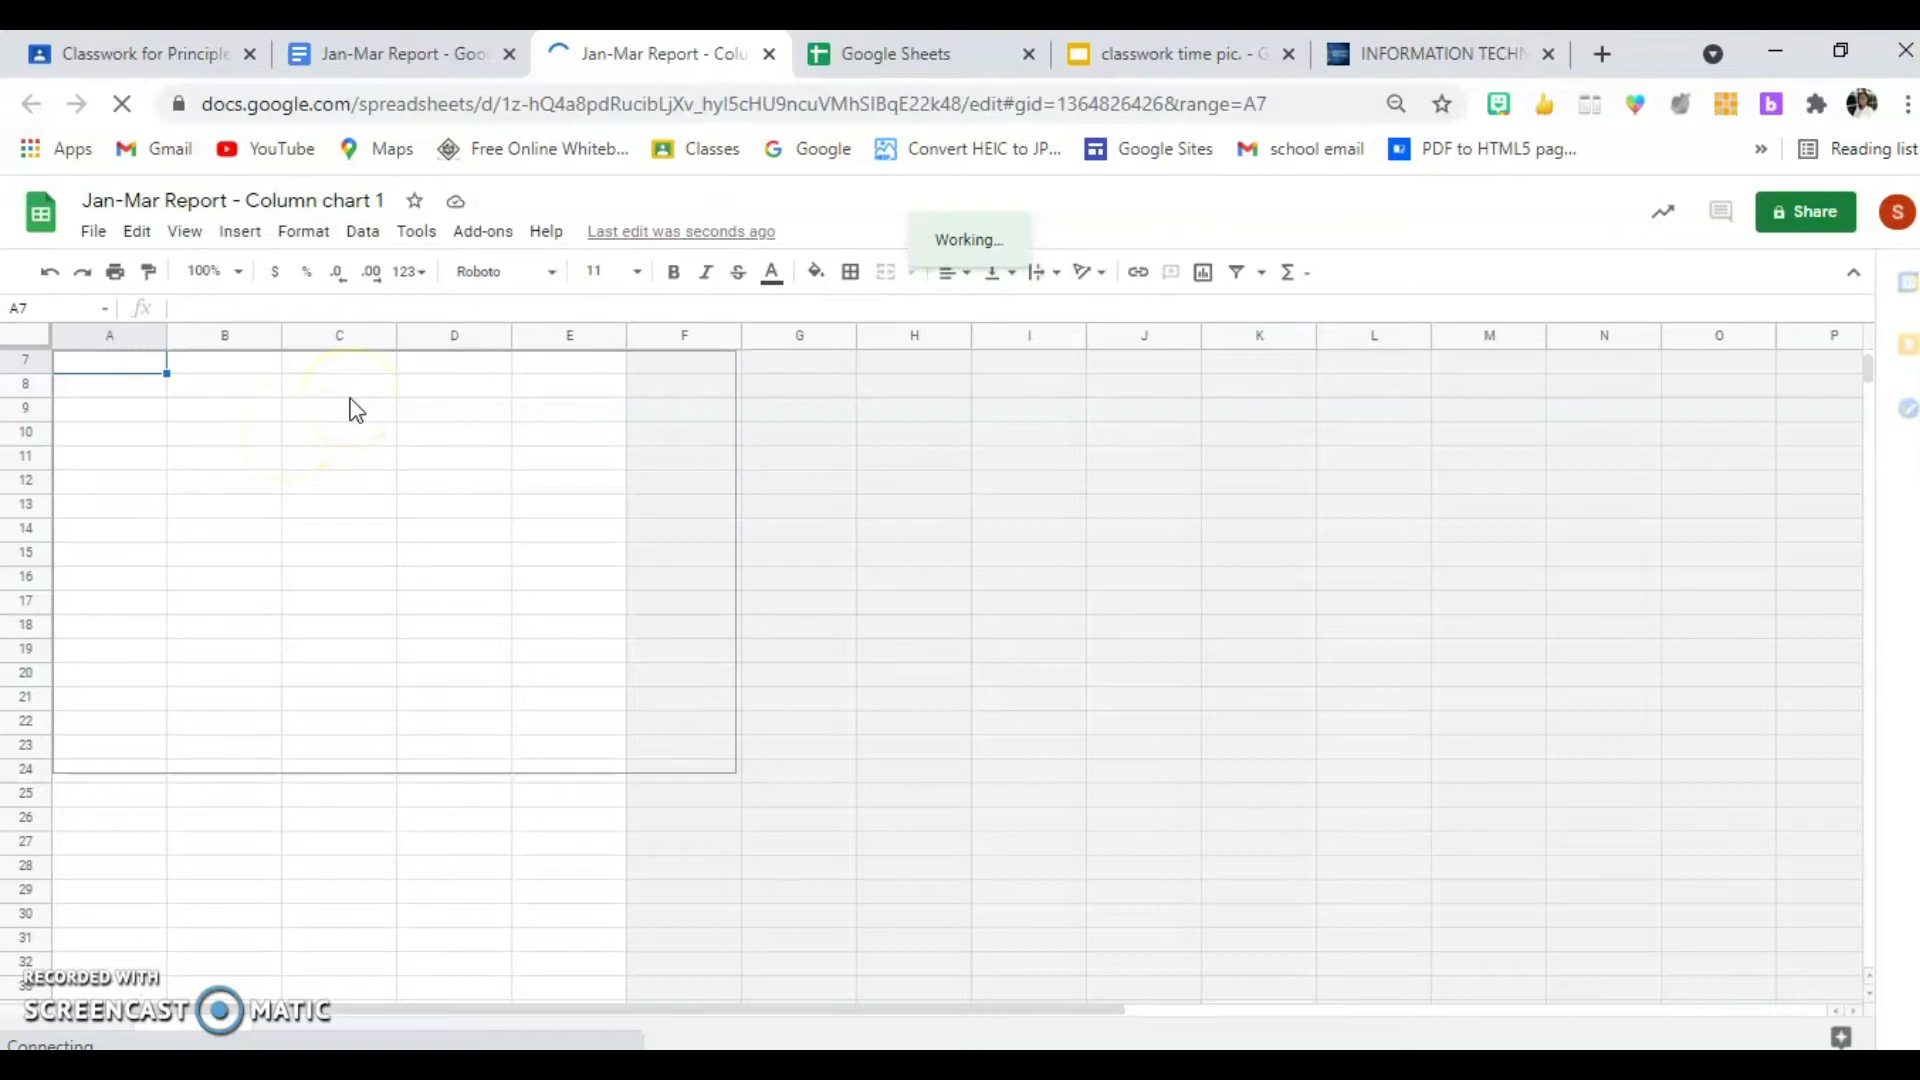 Classwork for Principle
Jan-Mar Report - Goo
Jan-Mar Report - Colu
Google Sheets
classwork time pic. - G
INFORMATION TECHN
docs.google.com/spreadsheets/d/1z-hQ4a8pdRucibLjXv_hyI5cHU9ncuVMhSIBqE22k48/edit#gid=1364826426&range=A7
Apps
Gmail
YouTube
Maps
Free Online Whiteb...
Classes
Google
Convert HEIC to JP...
Google Sites
school email
PDF to HTML5 pag...
»
Reading list
Jan-Mar Report - Column chart 1
Share
S
File Edit View Insert Format Data Tools Add-ons Help Last edit was seconds ago
Working...
100% $ % .0 .00 123 Roboto 11 B I S A Σ
A7 fx
A B C D E F G H I J K L M N O P
7
8
9
10
11
12
13
14
15
16
17
18
19
20
21
22
23
24
25
26
27
28
29
30
31
32
RECORDED WITH
SCREENCAST MATIC
Connecting